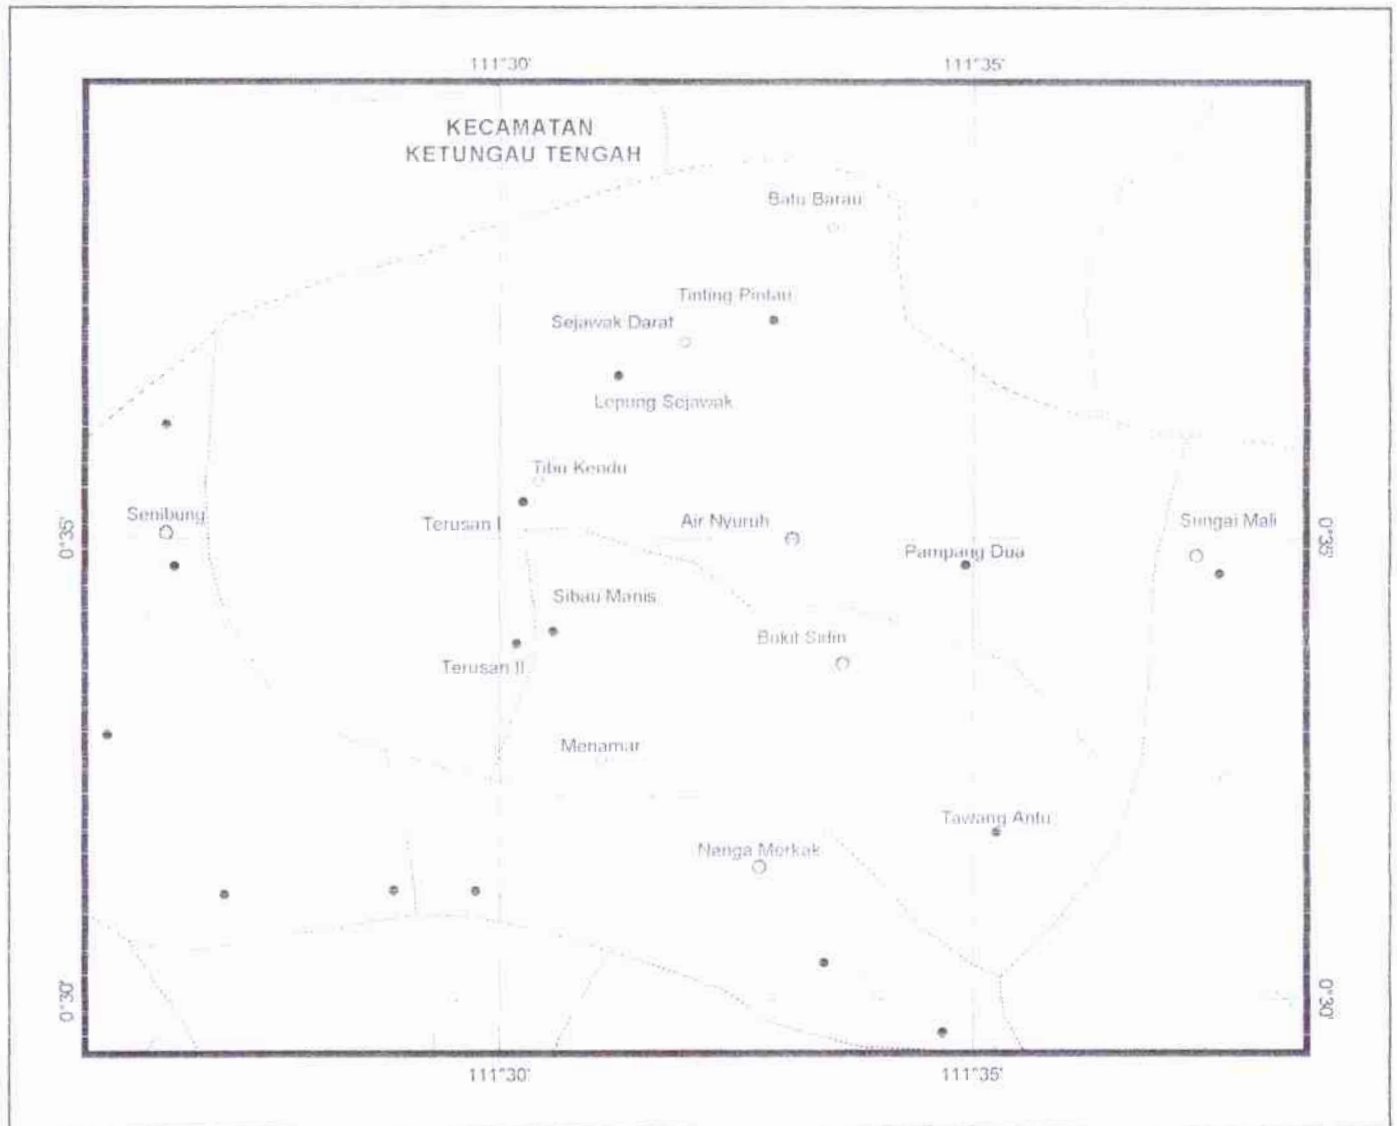 111°30'
111°35'
KECAMATAN
KETUNGAU TENGAH
Batu Barau
Tinting Pintau
Sejawak Darat
Lepung Sejawak
Tibu Kendu
Senibung
Terusan I
Air Nyuruh
Sungai Mali
0°35'
0°35'
Pampang Dua
Sibau Manis
Bukit Sidin
Terusan II
Menamar
Tawang Antu
Nanga Merkak
0°30'
0°30'
111°30'
111°35'